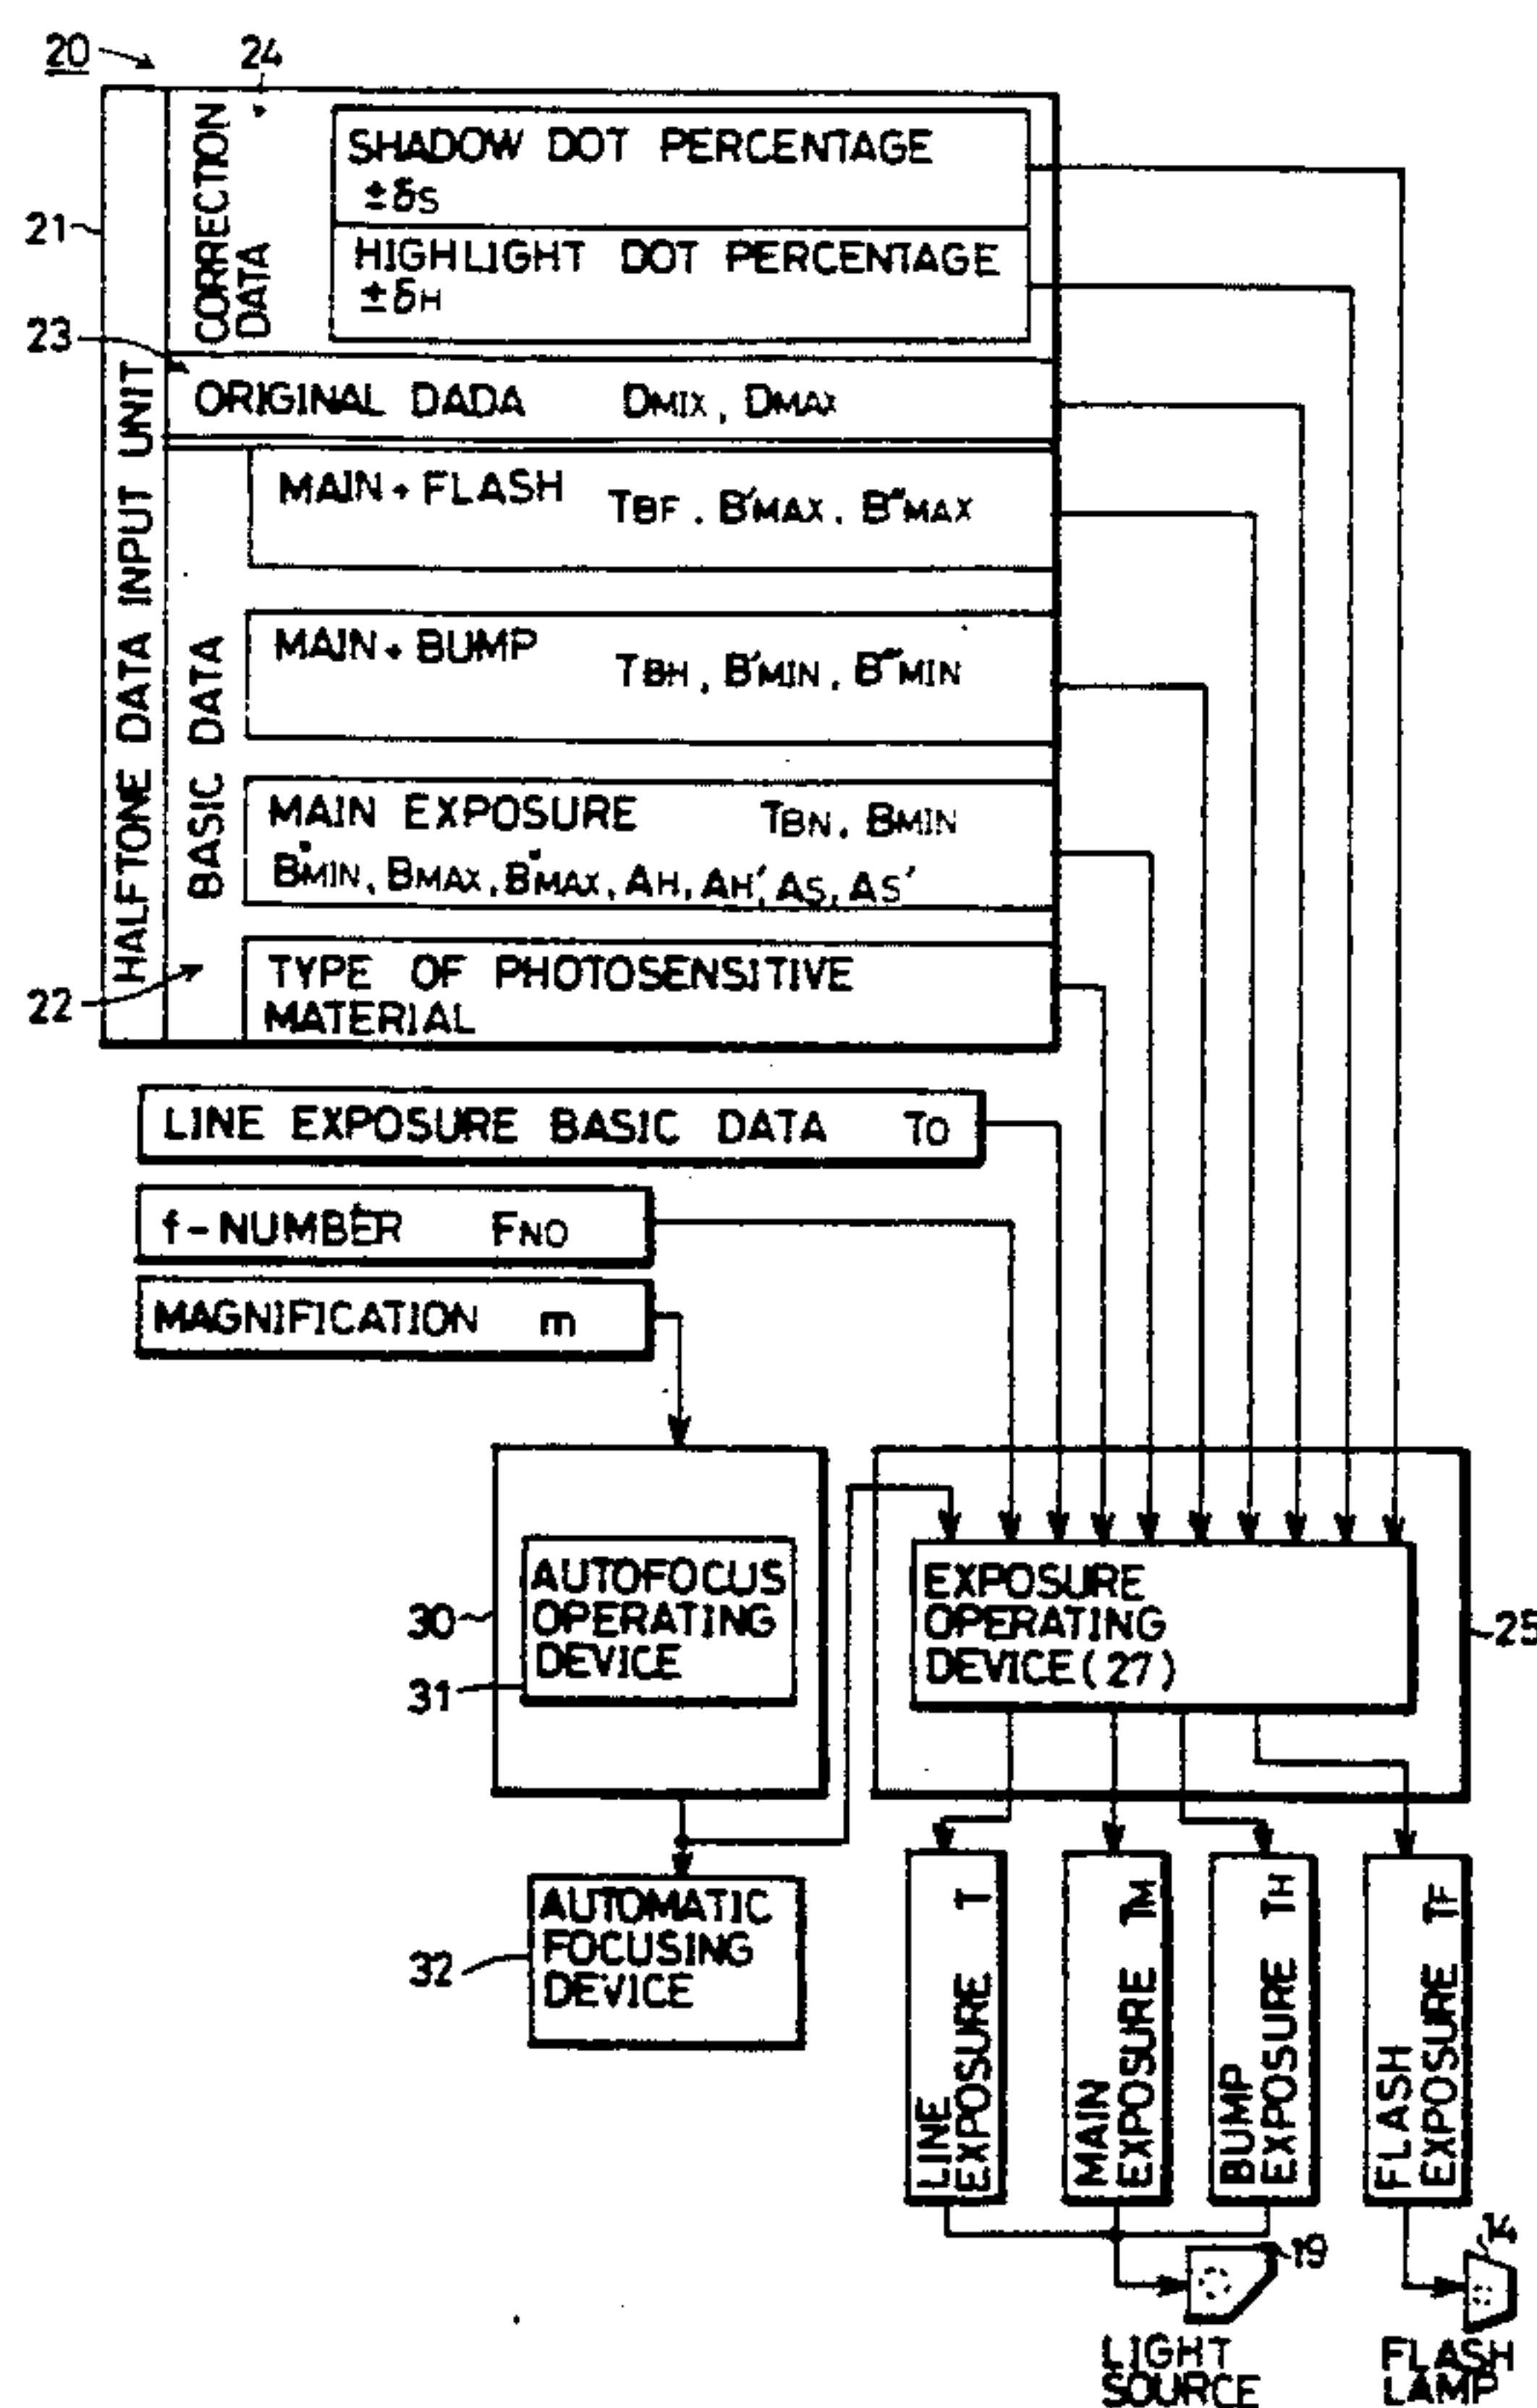 20
24
21
23
22
HALFTONE DATA INPUT UNIT
CORRECTION
DATA
SHADOW DOT PERCENTAGE
±δS
HIGHLIGHT DOT PERCENTAGE
±δH
ORIGINAL DADA DMIX, DMAX
BASIC DATA
MAIN+FLASH TBF, B'MAX, B"MAX
MAIN+BUMP TBH, B'MIN, B"MIN
MAIN EXPOSURE TBN, BMIN
B*MIN, BMAX, B*MAX, AH, AH', AS, AS'
TYPE OF PHOTOSENSITIVE
MATERIAL
LINE EXPOSURE BASIC DATA TO
f-NUMBER FNO
MAGNIFICATION m
30
31
AUTOFOCUS
OPERATING
DEVICE
EXPOSURE
OPERATING
DEVICE(27)
25
32
AUTOMATIC
FOCUSING
DEVICE
LINE
EXPOSURE T
MAIN
EXPOSURE TM
BUMP
EXPOSURE TH
FLASH
EXPOSURE TF
19
LIGHT
SOURCE
FLASH
LAMP